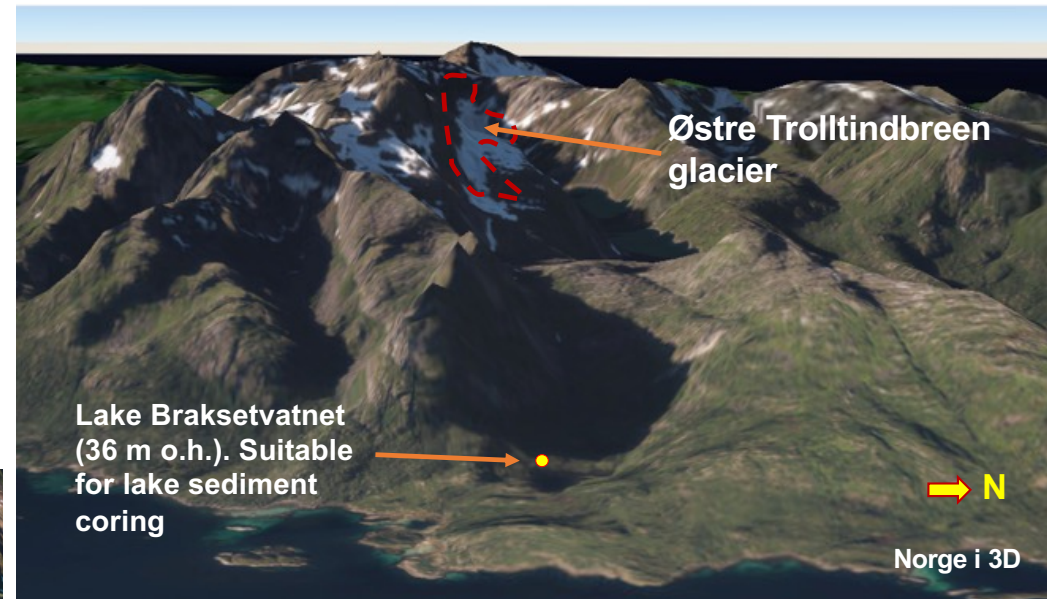 Østre Trolltindbreen
glacier
Lake Braksetvatnet
(36 m o.h.). Suitable
for lake sediment
coring
N
Norge i 3D